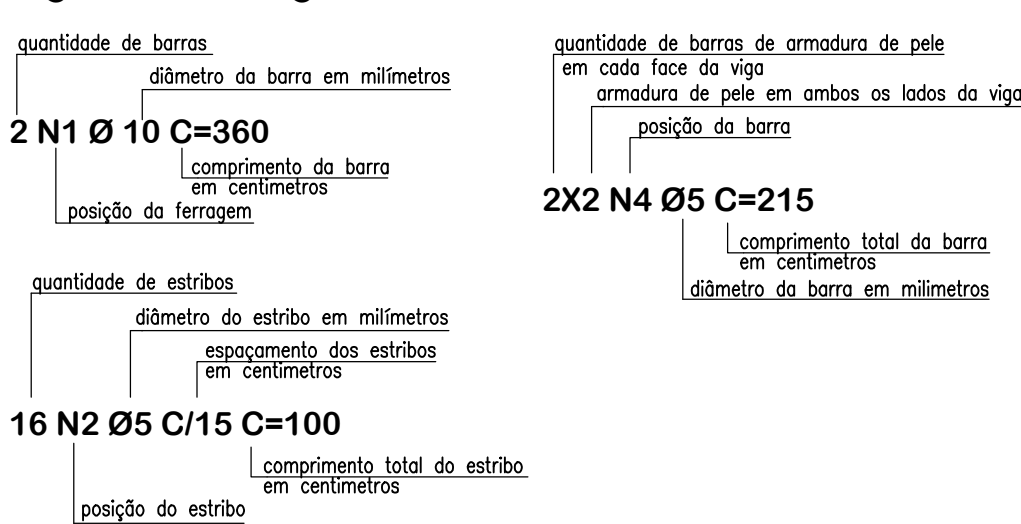 quantidade de barras
diâmetro da barra em milímetros
2 N1 Ø 10 C=360
comprimento da barra
em centimetros
posição da ferragem
quantidade de barras de armadura de pele
em cada face da viga
armadura de pele em ambos os lados da viga
posição da barra
2X2 N4 Ø5 C=215
comprimento total da barra
em centimetros
diâmetro da barra em milimetros
quantidade de estribos
diâmetro do estribo em milímetros
espaçamento dos estribos
em centimetros
16 N2 Ø5 C/15 C=100
comprimento total do estribo
em centimetros
posição do estribo